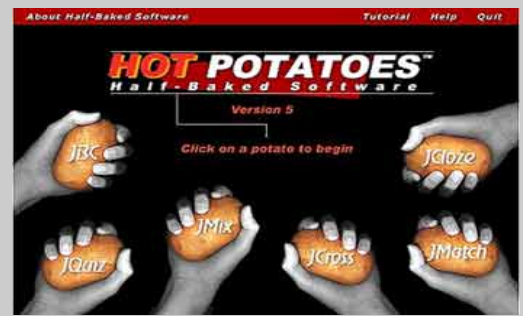 About Half-Baked Software Tutorial Help Quit
HOT POTATOES™
Half-Baked Software
Version 5
Click on a potato to begin
JBC
JCloze
JMix
JQuiz
JCross
JMatch